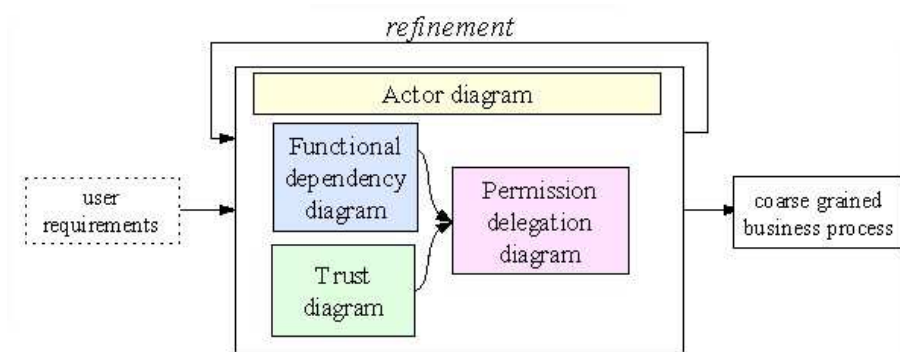 refinement
Actor diagram
Functional
dependency
diagram
Permission
delegation
diagram
Trust
diagram
user
requirements
coarse grained
business process